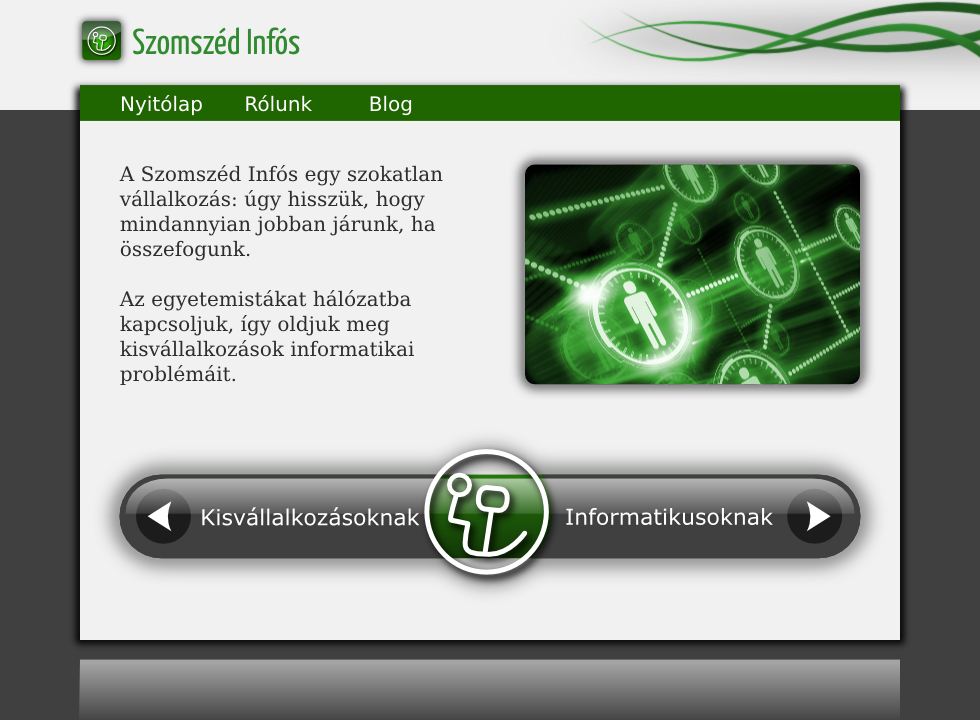 Szomszéd Infós
Nyitólap Rólunk Blog
A Szomszéd Infós egy szokatlan
vállalkozás: úgy hisszük, hogy
mindannyian jobban járunk, ha
összefogunk.
Az egyetemistákat hálózatba
kapcsoljuk, így oldjuk meg
kisvállalkozások informatikai
problémáit.
Kisvállalkozásoknak Informatikusoknak